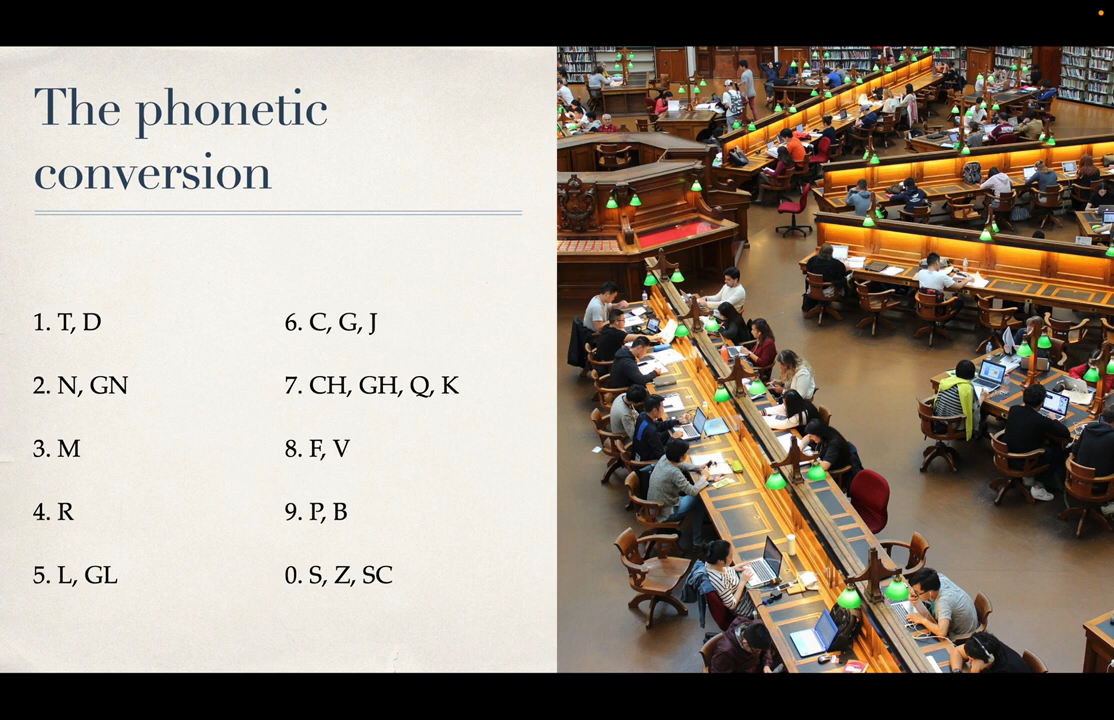 The phonetic
conversion
1. T, D
2. N, GN
3. M
4. R
5. L, GL
6. C, G, J
7. CH, GH, Q, K
8. F, V
9. P, B
0. S, Z, SC